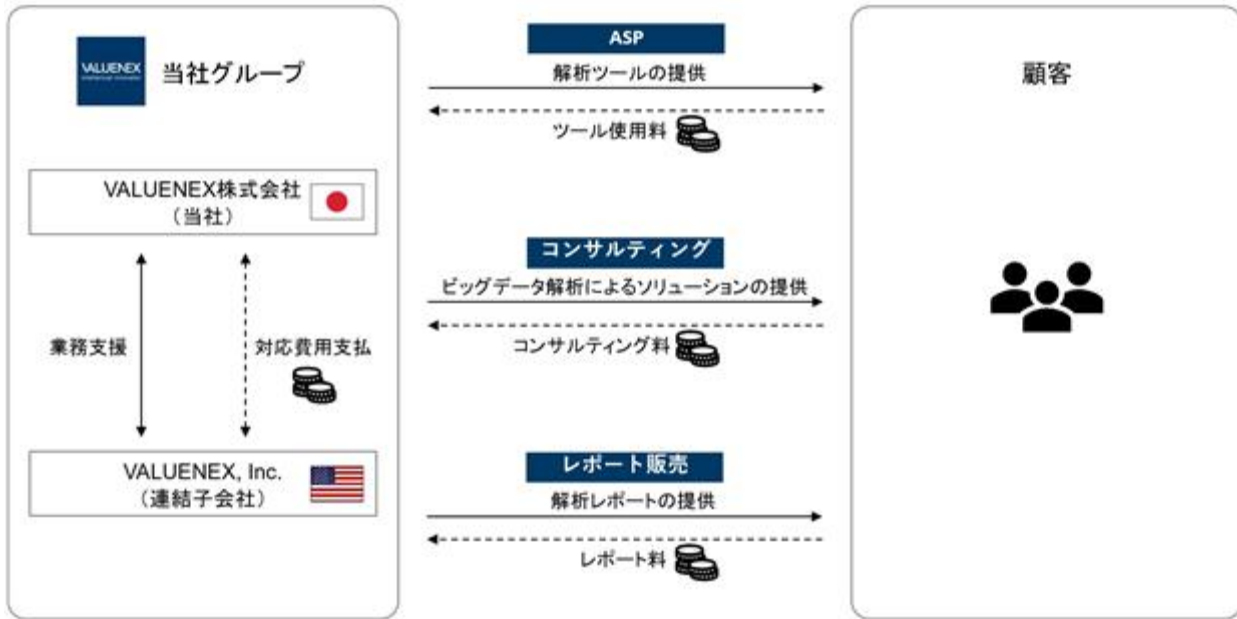 VALUENEX
当社グループ
VALUENEX株式会社
（当社）
業務支援
対応費用支払
VALUENEX, Inc.
（連結子会社）
ASP
解析ツールの提供
ツール使用料
コンサルティング
ビッグデータ解析によるソリューションの提供
コンサルティング料
レポート販売
解析レポートの提供
レポート料
顧客